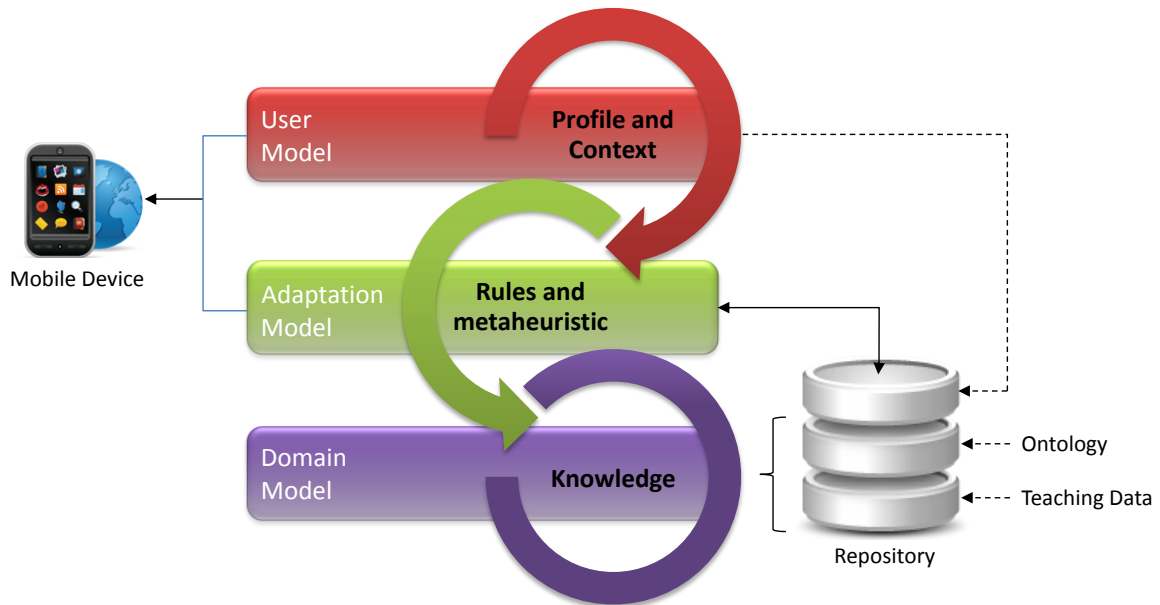 User
Model
Profile and
Context
Mobile Device
Adaptation
Model
Rules and
metaheuristic
Domain
Model
Knowledge
Ontology
Teaching Data
Repository